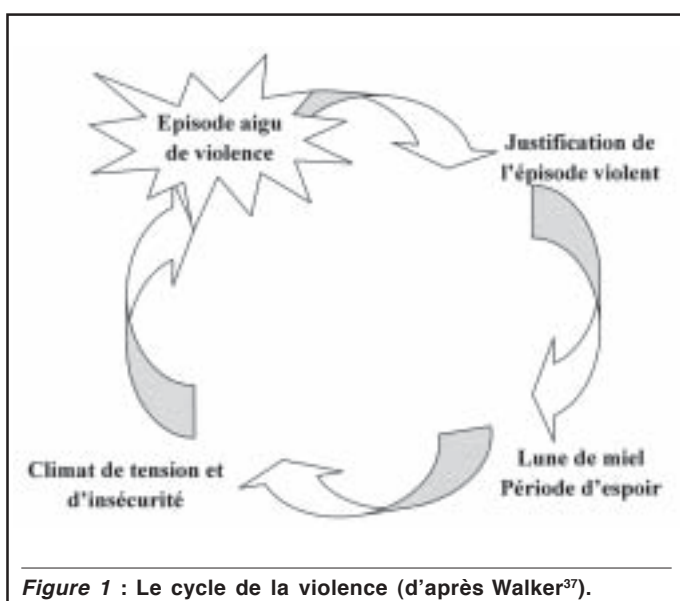 Episode aigu
de violence
Justification de
l'épisode violent
Lune de miel
Période d'espoir
Climat de tension et
d'insécurité
Figure 1 : Le cycle de la violence (d'après Walker37).